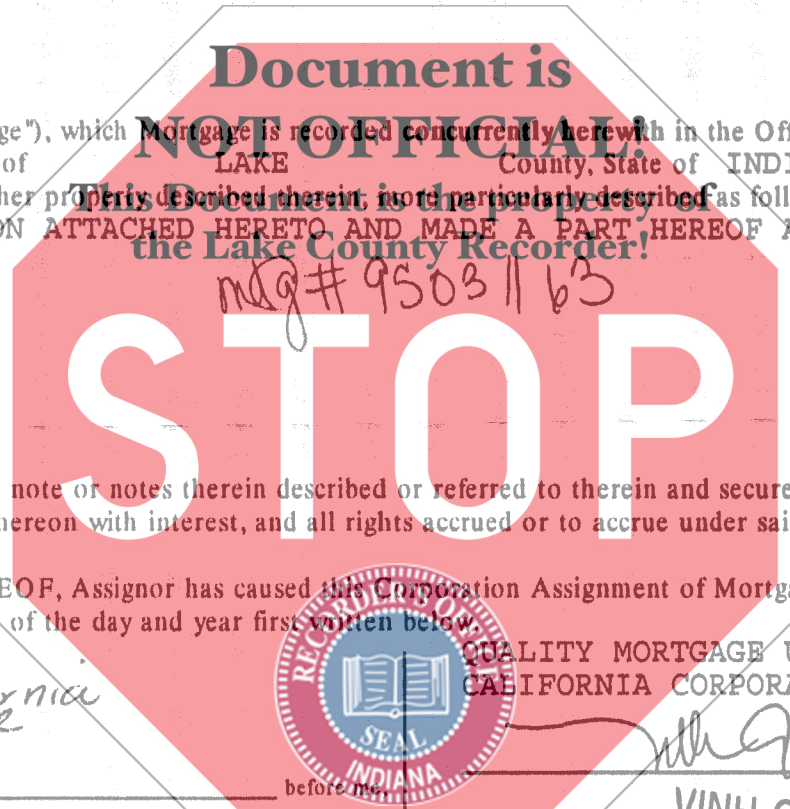 Document is
NOT OFFICIAL!
This Document is the property of
the Lake County Recorder!
ge"), which Mortgage is recorded concurrently herewith in the Off
of LAKE County, State of INDI
her property described therein, more particularly described as foll
ON ATTACHED HERETO AND MADE A PART HEREOF A
mtg # 95031163
STOP
note or notes therein described or referred to therein and secure
hereon with interest, and all rights accrued or to accrue under sai
EOF, Assignor has caused this Corporation Assignment of Mortga
of the day and year first written below.
QUALITY MORTGAGE U
CALIFORNIA CORPORA
rnia
RECORDER'S OFFICE
SEAL
INDIANA
before me,
VINH